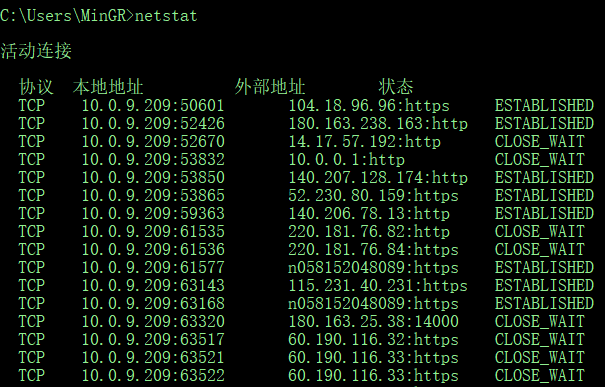 C:\Users\MinGR>netstat
活动连接
协议 本地地址 外部地址 状态
TCP 10.0.9.209:50601 104.18.96.96:https ESTABLISHED
TCP 10.0.9.209:52426 180.163.238.163:http ESTABLISHED
TCP 10.0.9.209:52670 14.17.57.192:http CLOSE_WAIT
TCP 10.0.9.209:53832 10.0.0.1:http CLOSE_WAIT
TCP 10.0.9.209:53850 140.207.128.174:http ESTABLISHED
TCP 10.0.9.209:53865 52.230.80.159:https ESTABLISHED
TCP 10.0.9.209:59363 140.206.78.13:http ESTABLISHED
TCP 10.0.9.209:61535 220.181.76.82:http CLOSE_WAIT
TCP 10.0.9.209:61536 220.181.76.84:https CLOSE_WAIT
TCP 10.0.9.209:61577 n058152048089:https ESTABLISHED
TCP 10.0.9.209:63143 115.231.40.231:https ESTABLISHED
TCP 10.0.9.209:63168 n058152048089:https ESTABLISHED
TCP 10.0.9.209:63320 180.163.25.38:14000 CLOSE_WAIT
TCP 10.0.9.209:63517 60.190.116.32:https CLOSE_WAIT
TCP 10.0.9.209:63521 60.190.116.33:https CLOSE_WAIT
TCP 10.0.9.209:63522 60.190.116.33:https CLOSE_WAIT